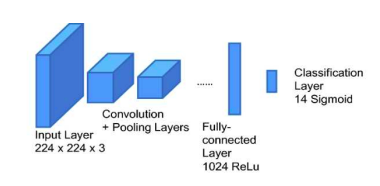 Input Layer
224 x 224 x 3
Convolution
+ Pooling Layers
......
Fully-
connected
Layer
1024 ReLu
Classification
Layer
14 Sigmoid